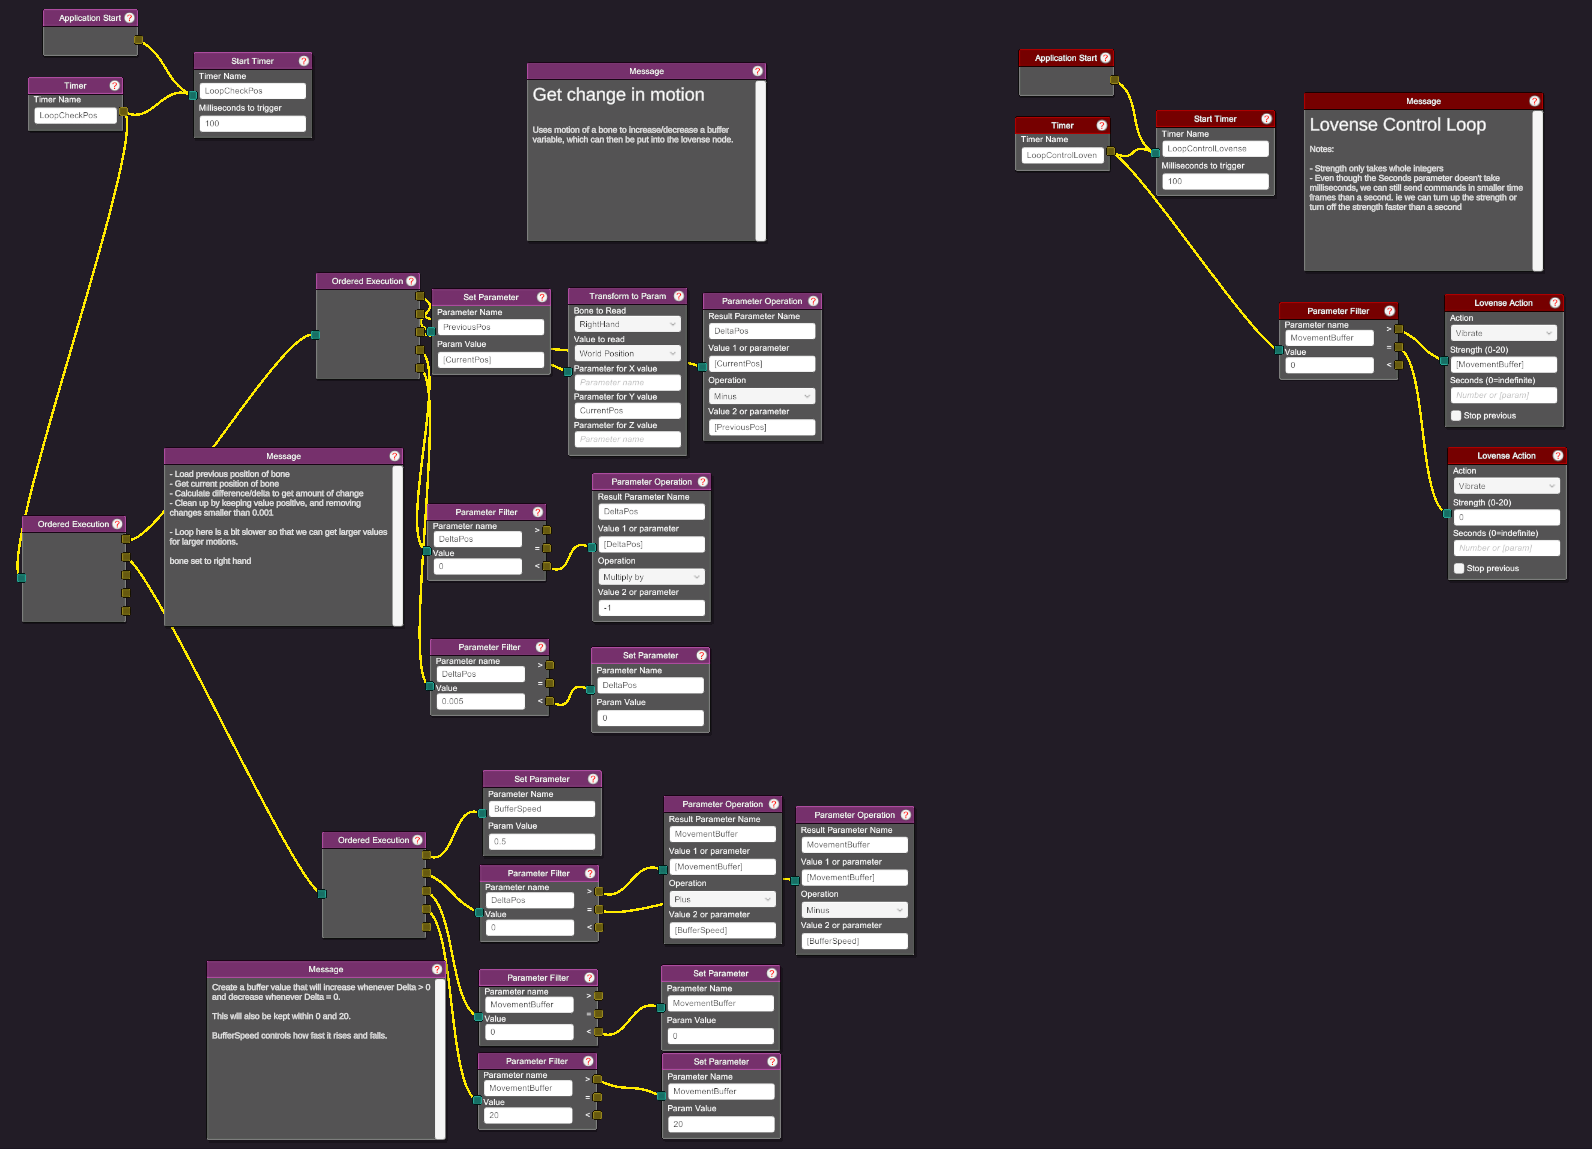 Application Start ?
Start Timer ?
Timer Name
LoopCheckPos
Milliseconds to trigger
100
Timer ?
Timer Name
LoopCheckPos
Message ?
Get change in motion
Uses motion of a bone to increase/decrease a buffer
variable, which can then be put into the lovense node.
Application Start ?
Timer ?
Timer Name
LoopControlLoven
Start Timer ?
Timer Name
LoopControlLovense
Milliseconds to trigger
100
Message ?
Lovense Control Loop
Notes:
- Strength only takes whole integers
- Even though the Seconds parameter doesn't take
milliseconds, we can still send commands in smaller time
frames than a second. ie we can turn up the strength or
turn off the strength faster than a second
Ordered Execution ?
Set Parameter ?
Parameter Name
PreviousPos
Param Value
[CurrentPos]
Transform to Param ?
Bone to Read
RightHand
Value to read
World Position
Parameter for X value
Parameter name
Parameter for Y value
CurrentPos
Parameter for Z value
Parameter name
Parameter Operation ?
Result Parameter Name
DeltaPos
Value 1 or parameter
[CurrentPos]
Operation
Minus
Value 2 or parameter
[PreviousPos]
Parameter Filter ?
Parameter name >
MovementBuffer
Value =
0 <
Lovense Action ?
Action
Vibrate
Strength (0-20)
[MovementBuffer]
Seconds (0=indefinite)
Number or [param]
Stop previous
Lovense Action ?
Action
Vibrate
Strength (0-20)
0
Seconds (0=indefinite)
Number or [param]
Stop previous
Message ?
- Load previous position of bone
- Get current position of bone
- Calculate difference/delta to get amount of change
- Clean up by keeping value positive, and removing
changes smaller than 0.001
- Loop here is a bit slower so that we can get larger values
for larger motions.
bone set to right hand
Ordered Execution ?
Parameter Filter ?
Parameter name >
DeltaPos
Value =
0 <
Parameter Operation ?
Result Parameter Name
DeltaPos
Value 1 or parameter
[DeltaPos]
Operation
Multiply by
Value 2 or parameter
-1
Parameter Filter ?
Parameter name >
DeltaPos
Value =
0.005 <
Set Parameter ?
Parameter Name
DeltaPos
Param Value
0
Ordered Execution ?
Set Parameter ?
Parameter Name
BufferSpeed
Param Value
0.5
Parameter Filter ?
Parameter name >
DeltaPos
Value =
0 <
Parameter Operation ?
Result Parameter Name
MovementBuffer
Value 1 or parameter
[MovementBuffer]
Operation
Plus
Value 2 or parameter
[BufferSpeed]
Parameter Operation ?
Result Parameter Name
MovementBuffer
Value 1 or parameter
[MovementBuffer]
Operation
Minus
Value 2 or parameter
[BufferSpeed]
Message ?
Create a buffer value that will increase whenever Delta > 0
and decrease whenever Delta = 0.
This will also be kept within 0 and 20.
BufferSpeed controls how fast it rises and falls.
Parameter Filter ?
Parameter name >
MovementBuffer
Value =
0 <
Set Parameter ?
Parameter Name
MovementBuffer
Param Value
0
Parameter Filter ?
Parameter name >
MovementBuffer
Value =
20 <
Set Parameter ?
Parameter Name
MovementBuffer
Param Value
20